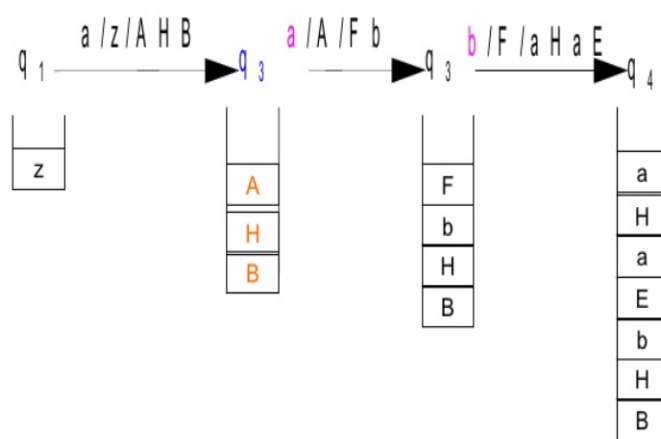 a / z / A H B a / A / F b b / F / a H a E
q 1 q 3 q 3 q 4
z A F a
H b H
B H a
B E
b
H
B